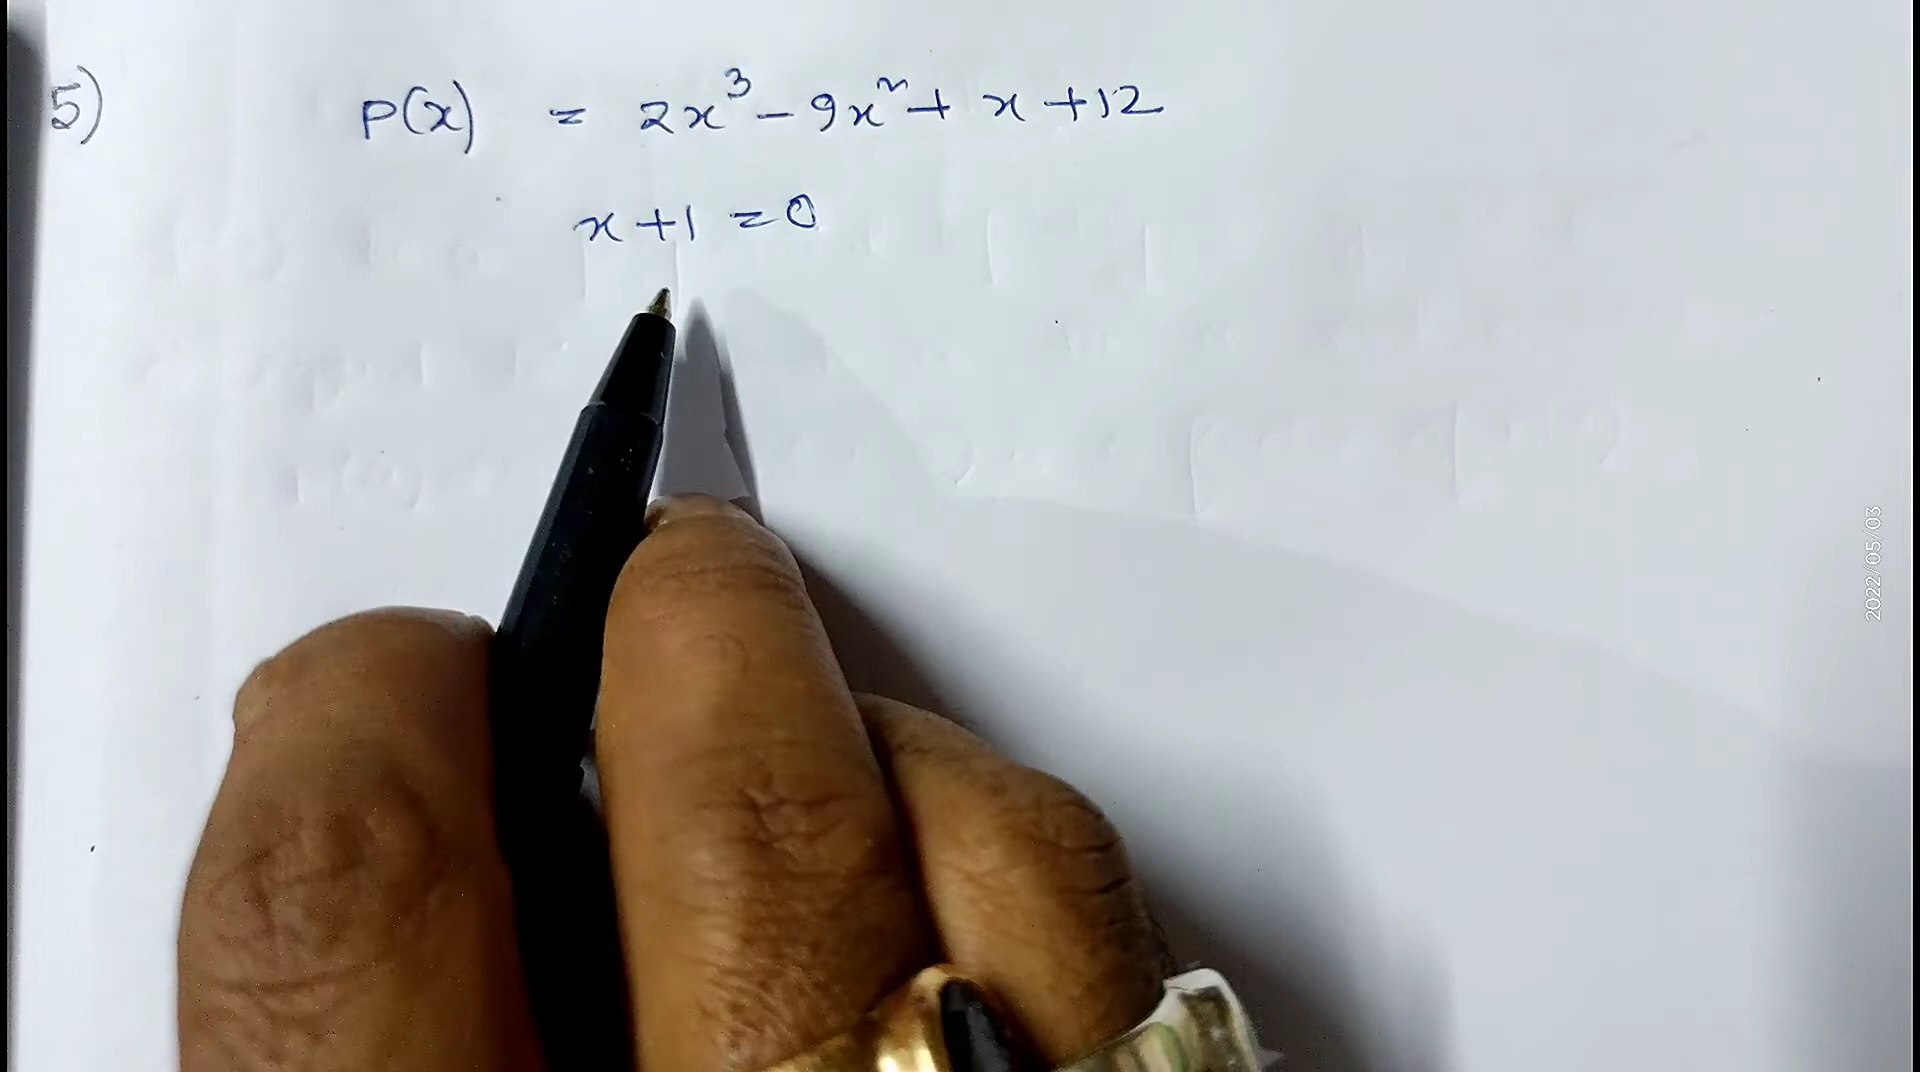 5) P(x) = 2x³ - 9x² + x + 12
x + 1 = 0
2022/05/03